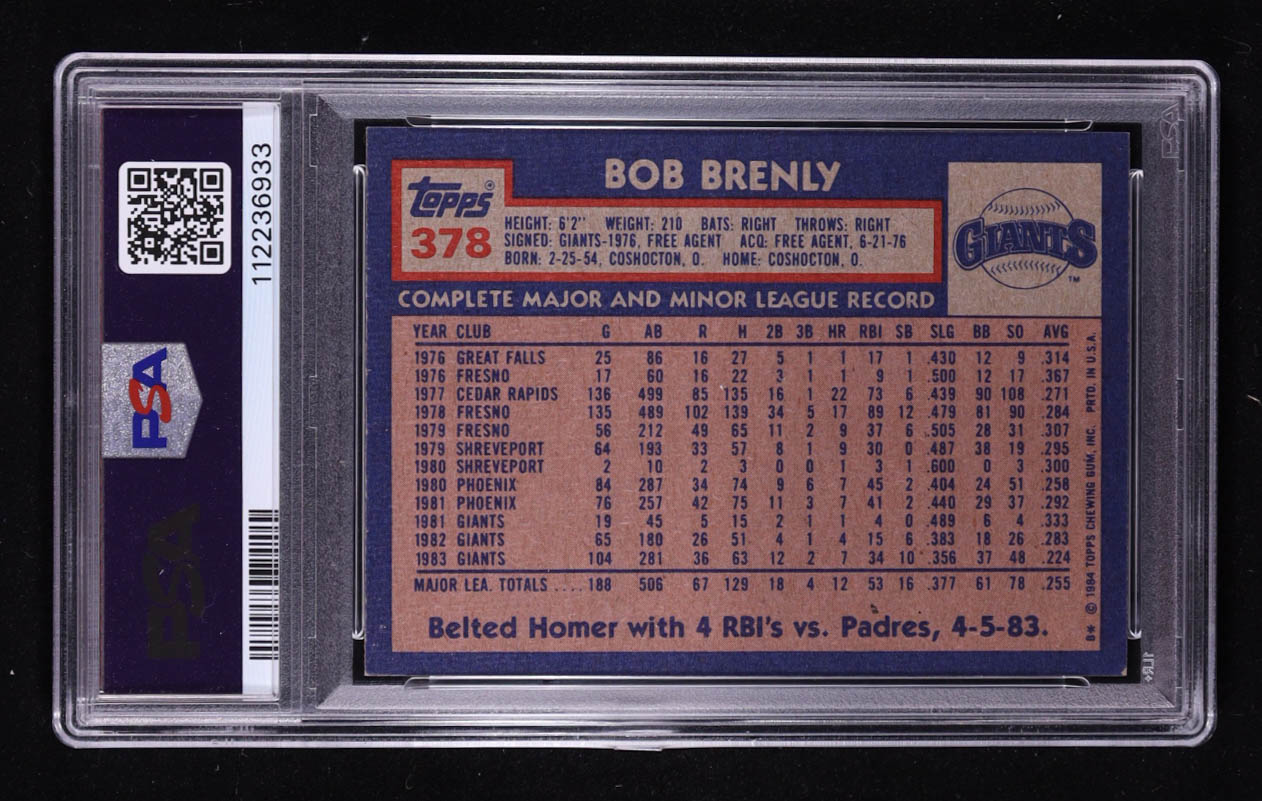 BOB BRENLY
Topps®
378
HEIGHT: 6'2'' WEIGHT: 210 BATS: RIGHT THROWS: RIGHT
SIGNED: GIANTS-1976, FREE AGENT ACQ: FREE AGENT, 6-21-76
BORN: 2-25-54, COSHOCTON, O. HOME: COSHOCTON, O.
GIANTS
TM
COMPLETE MAJOR AND MINOR LEAGUE RECORD
YEAR CLUB G AB R H 2B 3B HR RBI SB SLG BB SO AVG
1976 GREAT FALLS 25 86 16 27 5 1 1 17 1 .430 12 9 .314
1976 FRESNO 17 60 16 22 3 1 1 9 1 .500 12 17 .367
1977 CEDAR RAPIDS 136 499 85 135 16 1 22 73 6 .439 90 108 .271
1978 FRESNO 135 489 102 139 34 5 17 89 12 .479 81 90 .284
1979 FRESNO 56 212 49 65 11 2 9 37 6 .505 28 31 .307
1979 SHREVEPORT 64 193 33 57 8 1 9 30 0 .487 38 19 .295
1980 SHREVEPORT 2 10 2 3 0 0 1 3 1 .600 0 3 .300
1980 PHOENIX 84 287 34 74 9 6 7 45 2 .404 24 51 .258
1981 PHOENIX 76 257 42 75 11 3 7 41 2 .440 29 37 .292
1981 GIANTS 19 45 5 15 2 1 1 4 0 .489 6 4 .333
1982 GIANTS 65 180 26 51 4 1 4 15 6 .383 18 26 .283
1983 GIANTS 104 281 36 63 12 2 7 34 10 .356 37 48 .224
MAJOR LEA. TOTALS .... 188 506 67 129 18 4 12 53 16 .377 61 78 .255
Belted Homer with 4 RBI's vs. Padres, 4-5-83.
B* © 1984 TOPPS CHEWING GUM, INC. PRTD. IN U.S.A.
112236933
PSA
PSA
PSA
1LR+